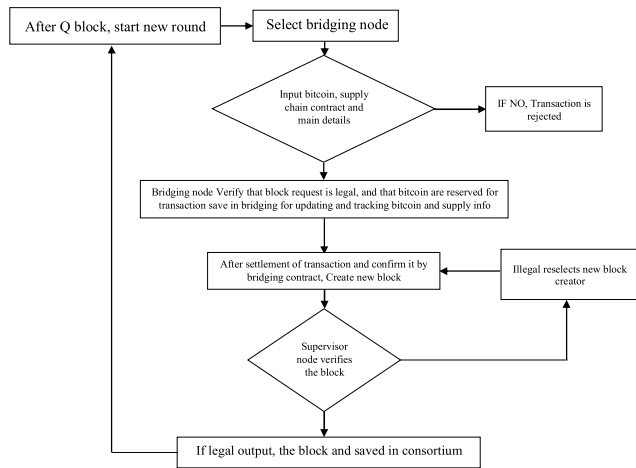 After Q block, start new round
Select bridging node
Input bitcoin, supply
chain contract and
main details
IF NO, Transaction is
rejected
Bridging node Verify that block request is legal, and that bitcoin are reserved for
transaction save in bridging for updating and tracking bitcoin and supply info
After settlement of transaction and confirm it by
bridging contract, Create new block
Illegal reselects new block
creator
Supervisor
node verifies
the block
If legal output, the block and saved in consortium